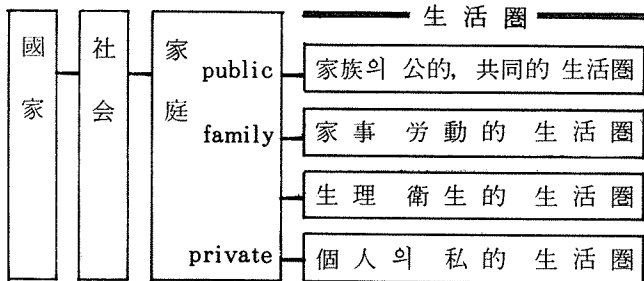 生活圈
國家
社会
家庭
public 家族의 公的, 共同的 生活圈
family 家事 労動的 生活圈
生理 衛生的 生活圈
private 個人의 私的 生活圈